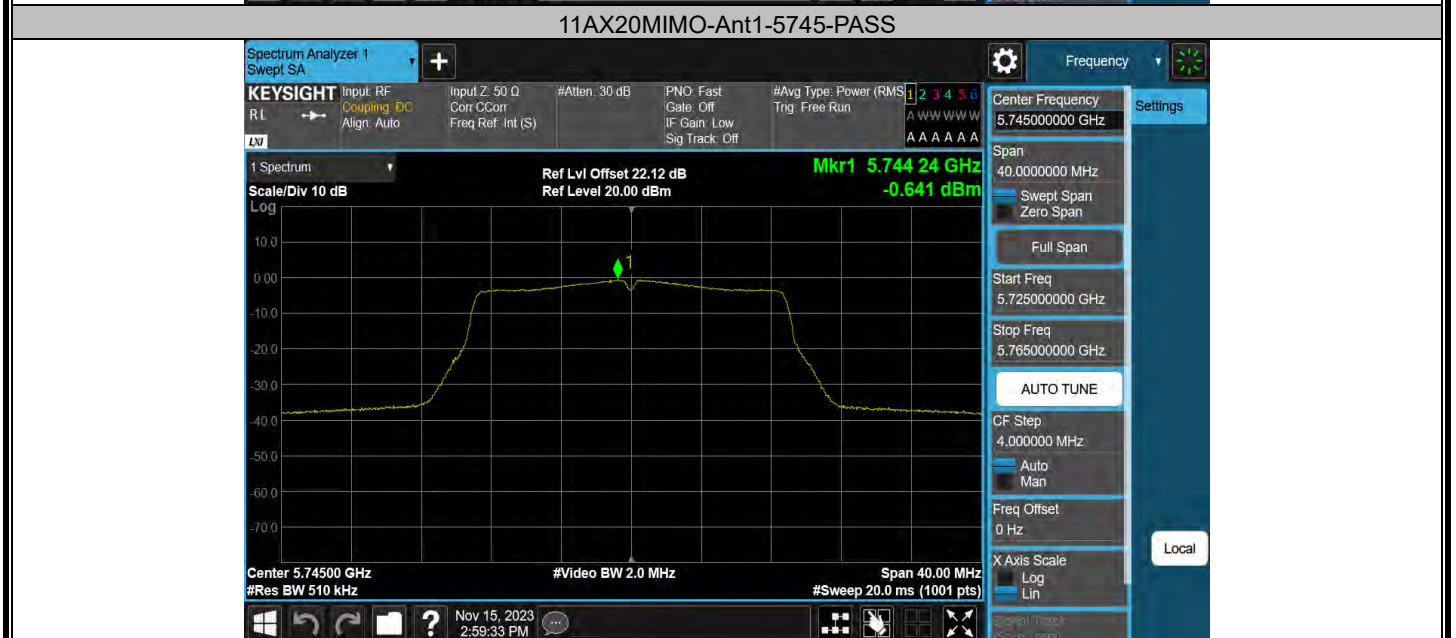 11AX20MIMO-Ant1-5745-PASS
Spectrum Analyzer 1
Swept SA
Frequency
KEYSIGHT
Input: RF
Input Z: 50 Ω
#Atten: 30 dB
PNO: Fast
#Avg Type: Power (RMS
1 2 3 4 5 6
RL
Coupling: DC
Corr CCorr
Gate: Off
Trig: Free Run
A W W W W W
Align: Auto
Freq Ref: Int (S)
IF Gain: Low
Sig Track: Off
A A A A A A
LXI
Center Frequency
5.745000000 GHz
Settings
1 Spectrum
Ref Lvl Offset 22.12 dB
Mkr1 5.744 24 GHz
Scale/Div 10 dB
Ref Level 20.00 dBm
-0.641 dBm
Log
10.0
0.00
-10.0
-20.0
-30.0
-40.0
-50.0
-60.0
-70.0
1
Span
40.0000000 MHz
Swept Span
Zero Span
Full Span
Start Freq
5.725000000 GHz
Stop Freq
5.765000000 GHz
AUTO TUNE
CF Step
4.000000 MHz
Auto
Man
Freq Offset
0 Hz
Local
X Axis Scale
Log
Lin
Signal Track
Center 5.74500 GHz
#Video BW 2.0 MHz
Span 40.00 MHz
#Res BW 510 kHz
#Sweep 20.0 ms (1001 pts)
?
Nov 15, 2023
2:59:33 PM